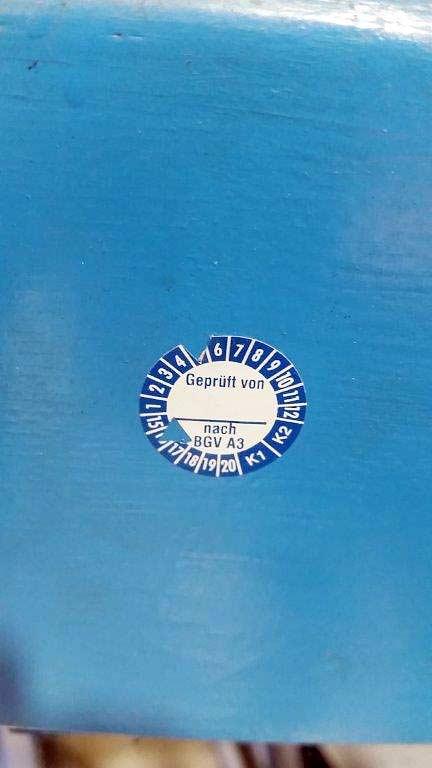 Geprüft von
nach
BGV A3
1 2 3 4 6 7 8 9 10 11 12
15 17 18 19 20 K1 K2